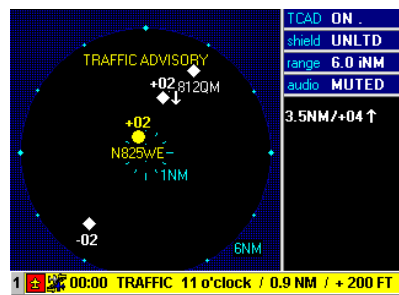 TCAD ON .
shield UNLTD
range 6.0 iNM
audio MUTED
TRAFFIC ADVISORY
+02 812QM
3.5NM/+04↑
+02
N825WE
1NM
-02
6NM
1 ± 00:00 TRAFFIC 11 o'clock / 0.9 NM / + 200 FT